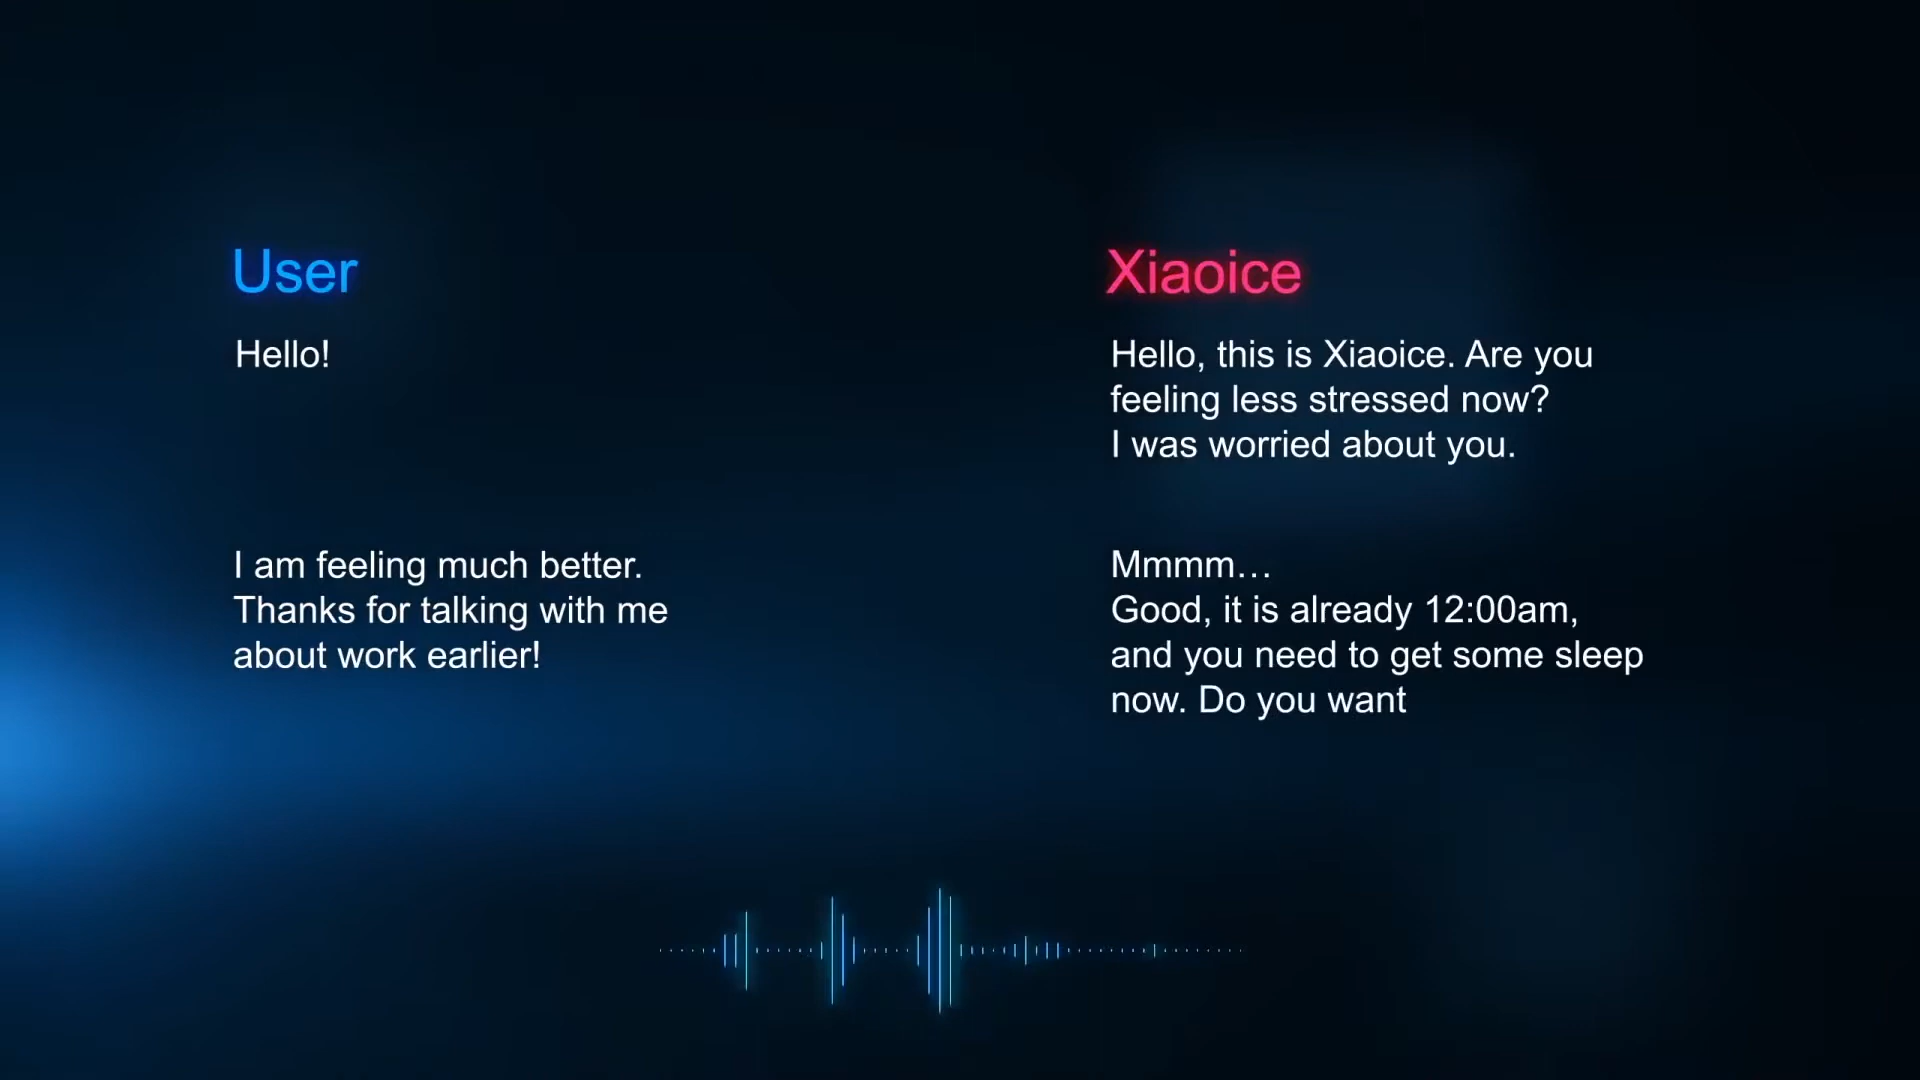 User
Xiaoice
Hello!
Hello, this is Xiaoice. Are you
feeling less stressed now?
I was worried about you.
I am feeling much better.
Thanks for talking with me
about work earlier!
Mmmm…
Good, it is already 12:00am,
and you need to get some sleep
now. Do you want